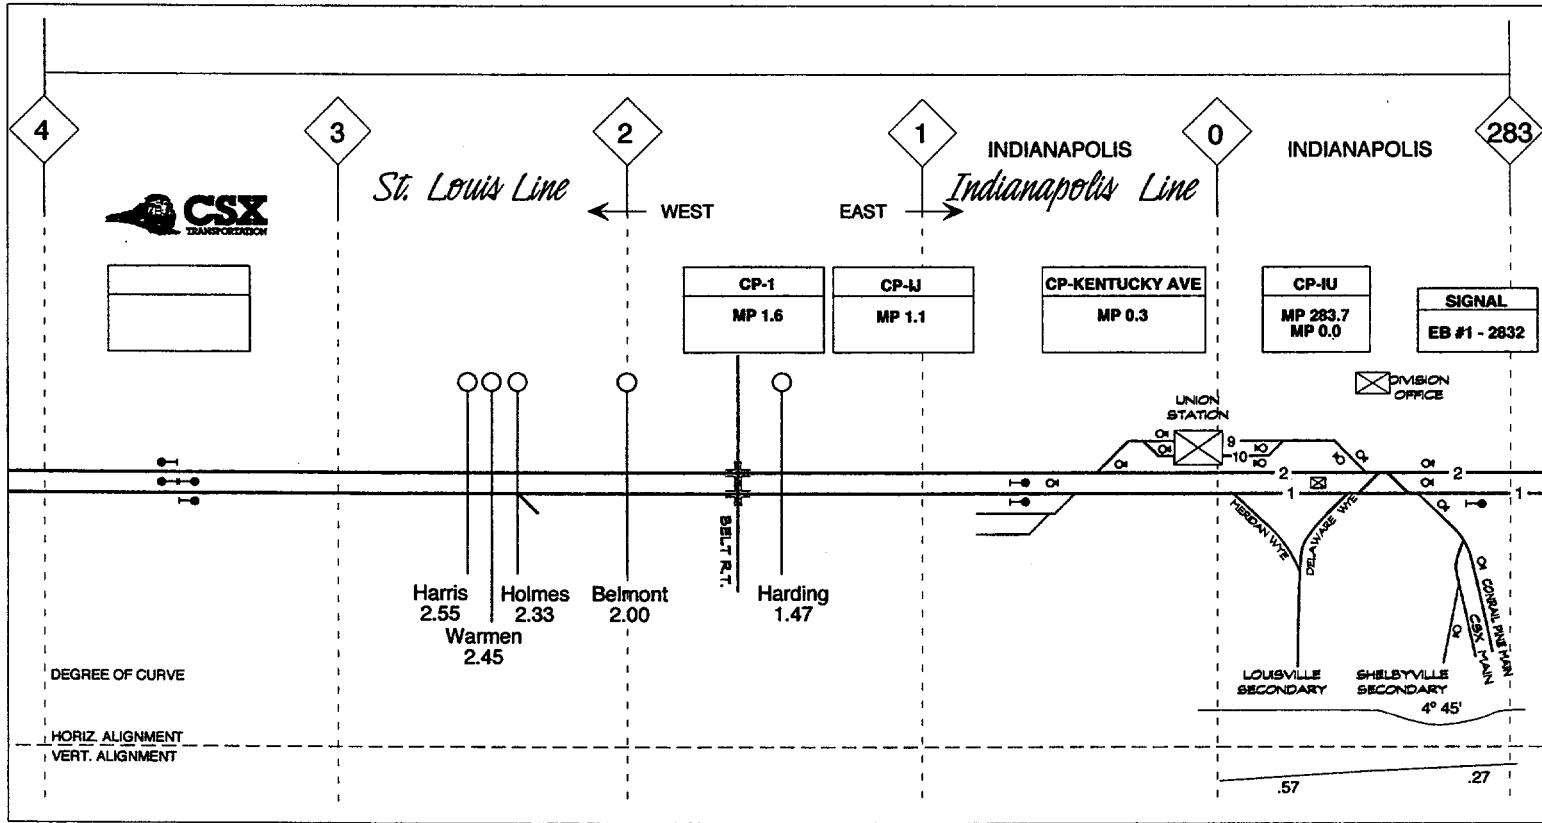 4
3
2
1
0
283
INDIANAPOLIS
INDIANAPOLIS
St. Louis Line
Indianapolis Line
WEST
EAST
CSX
TRANSPORTATION
CP-1
MP 1.6
CP-IJ
MP 1.1
CP-KENTUCKY AVE
MP 0.3
CP-IU
MP 283.7
MP 0.0
SIGNAL
EB #1 - 2832
DIVISION
OFFICE
UNION
STATION
9
10
2
2
1
1
BELT R.T.
MERIDAN WYE
DELAWARE WYE
CONRAIL PINE MAIN
CSX MAIN
Harris
2.55
Warmen
2.45
Holmes
2.33
Belmont
2.00
Harding
1.47
LOUISVILLE
SECONDARY
SHELBYVILLE
SECONDARY
DEGREE OF CURVE
4° 45'
HORIZ. ALIGNMENT
VERT. ALIGNMENT
.57
.27